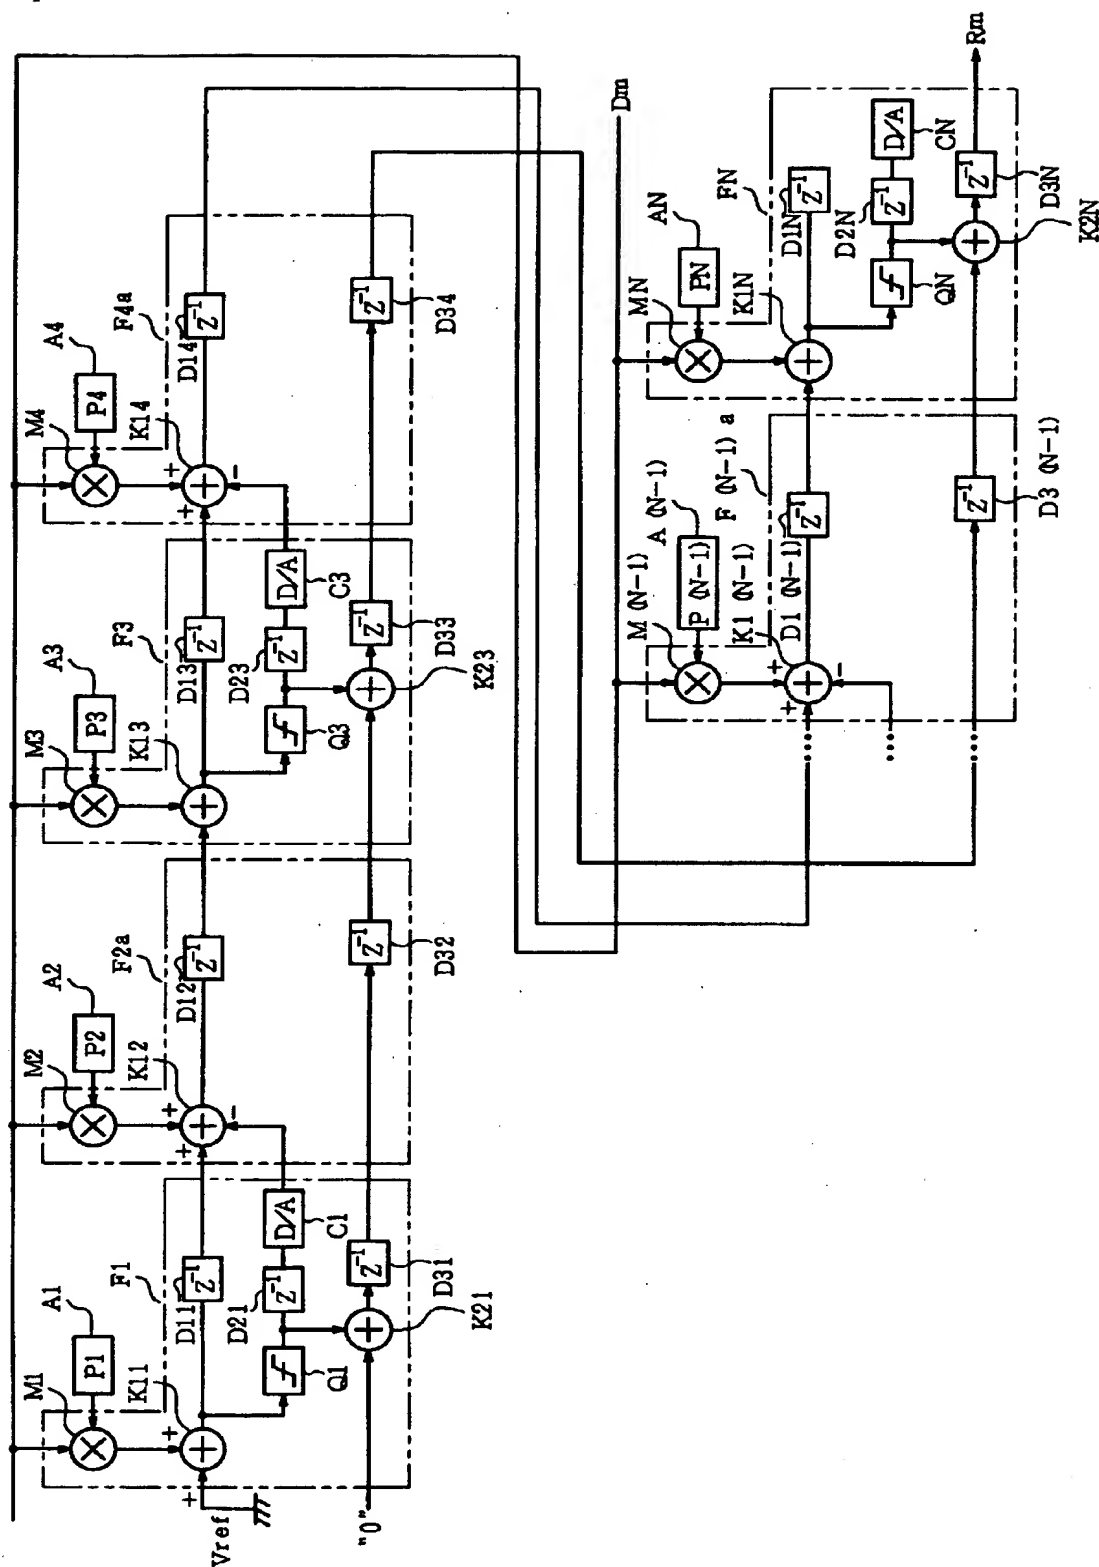 A1
A2
A3
A4
M1
P1
M2
P2
M3
P3
M4
P4
K11
F1
K12
F2a
K13
F3
K14
F4a
+
D11
Z⁻¹
+
D12
Z⁻¹
D13
Z⁻¹
+
D14
Z⁻¹
Vref
+
+
−
+
−
D21
Z⁻¹
D/A
C1
Q1
D23
Z⁻¹
D/A
C3
Q3
"0"
Z⁻¹
D31
K21
Z⁻¹
D32
Z⁻¹
D33
K23
Z⁻¹
D34
Dm
M (N-1)
A (N-1)
P (N-1)
MN
AN
PN
K1 (N-1)
F (N-1) a
K1N
FN
D1 (N-1)
Z⁻¹
D1N
Z⁻¹
+
+
−
QN
D2N
Z⁻¹
D/A
CN
Z⁻¹
D3 (N-1)
Z⁻¹
D3N
K2N
Rm